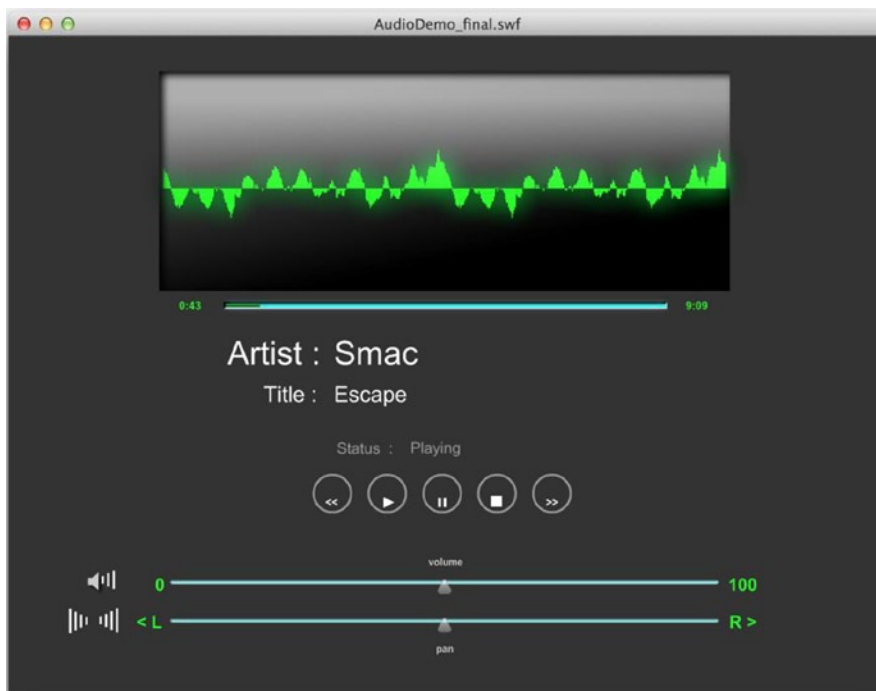 AudioDemo_final.swf
0:43 9:09
Artist : Smac
Title : Escape
Status : Playing
<< >>
volume
0 100
< L R >
pan